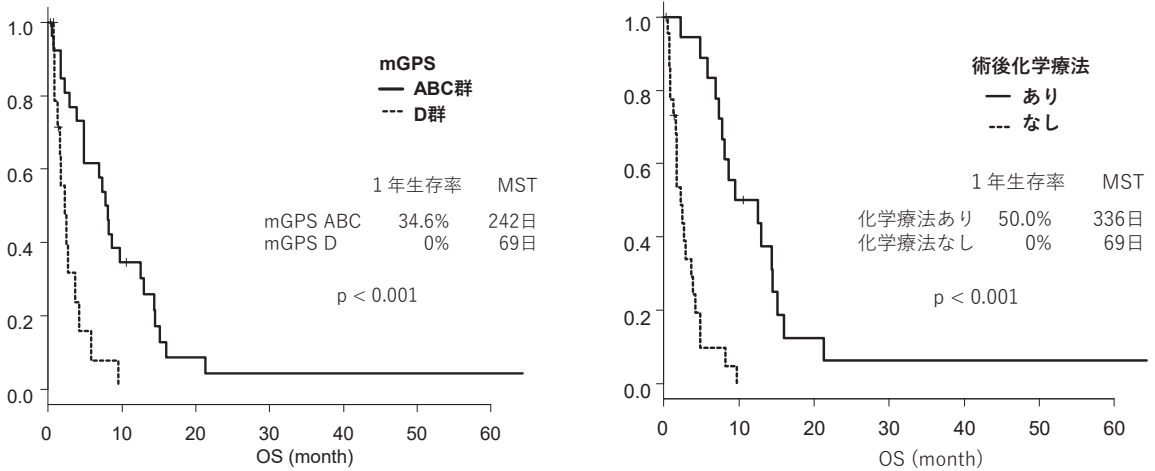 1.0
0.8
0.6
0.4
0.2
0.0
0 10 20 30 40 50 60
OS (month)
mGPS
ABC群
D群
1年生存率 MST
mGPS ABC 34.6% 242日
mGPS D 0% 69日
p < 0.001
1.0
0.8
0.6
0.4
0.2
0.0
0 10 20 30 40 50 60
OS (month)
術後化学療法
あり
なし
1年生存率 MST
化学療法あり 50.0% 336日
化学療法なし 0% 69日
p < 0.001